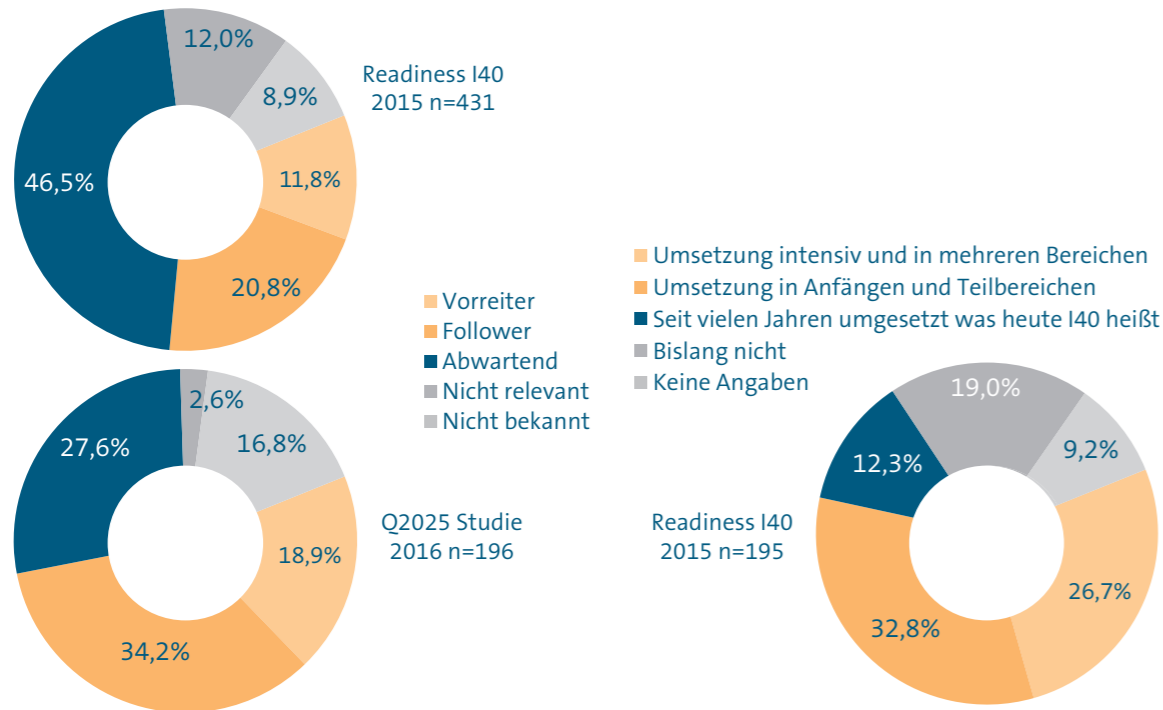 12,0%
8,9%
46,5%
11,8%
20,8%
Readiness I40
2015 n=431
Vorreiter
Follower
Abwartend
Nicht relevant
Nicht bekannt
2,6%
27,6%
16,8%
18,9%
34,2%
Q2025 Studie
2016 n=196
Umsetzung intensiv und in mehreren Bereichen
Umsetzung in Anfängen und Teilbereichen
Seit vielen Jahren umgesetzt was heute I40 heißt
Bislang nicht
Keine Angaben
Readiness I40
2015 n=195
19,0%
9,2%
12,3%
26,7%
32,8%